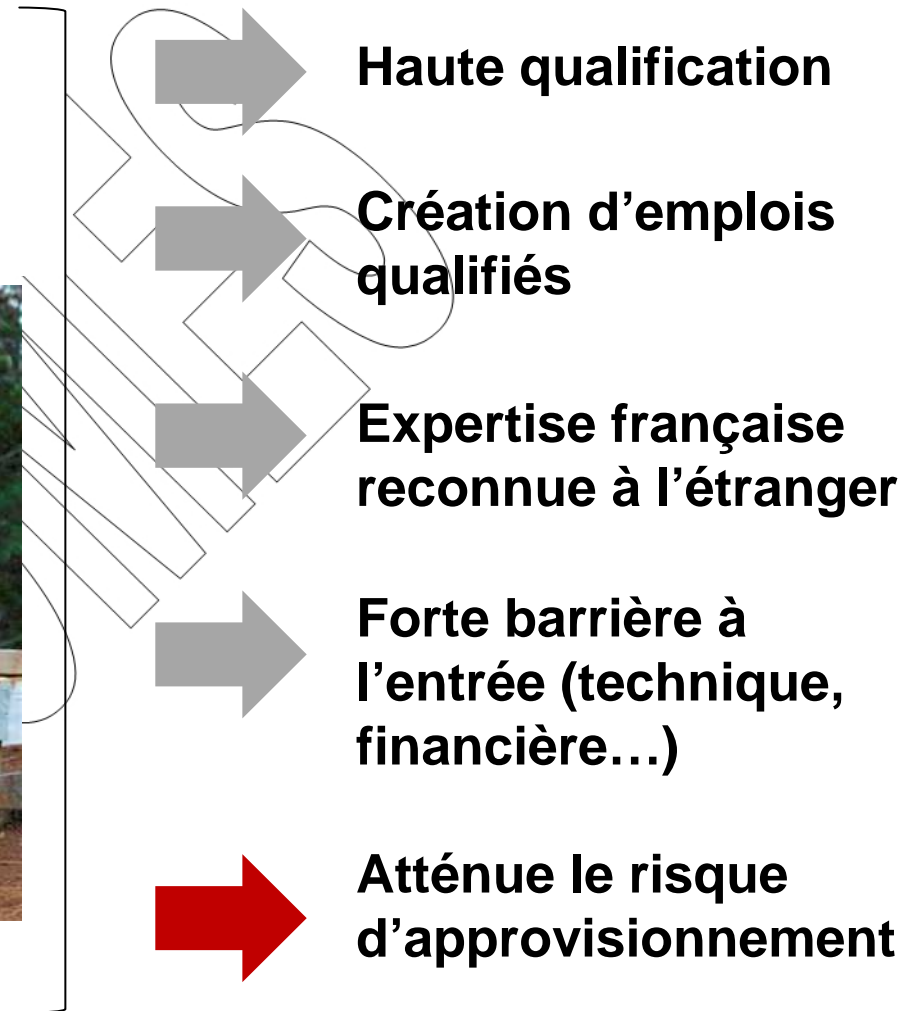 Haute qualification
Création d’emplois
qualifiés
Expertise française
reconnue à l’étranger
Forte barrière à
l’entrée (technique,
financière…)
Atténue le risque
d’approvisionnement